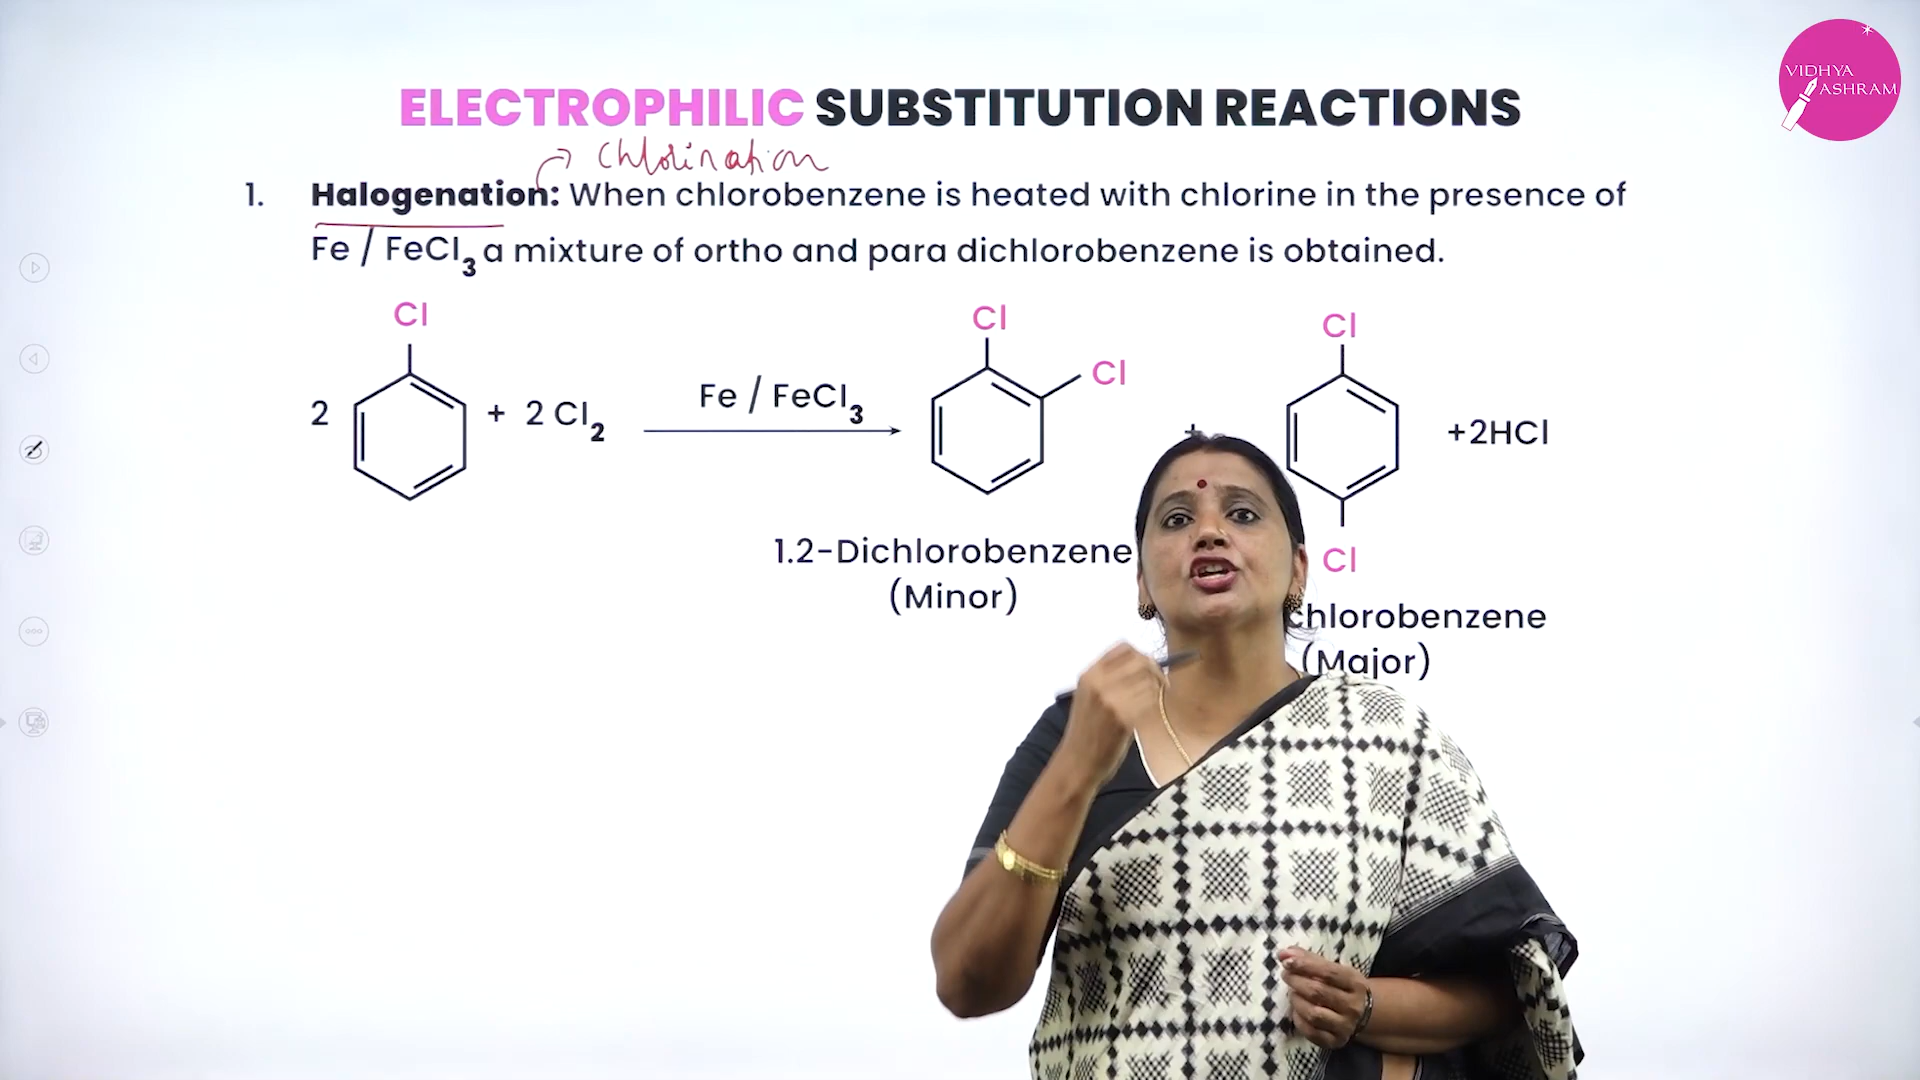 VIDHYA
ASHRAM
ELECTROPHILIC SUBSTITUTION REACTIONS
Chlorination
1. Halogenation: When chlorobenzene is heated with chlorine in the presence of
Fe / FeCl3 a mixture of ortho and para dichlorobenzene is obtained.
Cl
Cl
Cl
Cl
2 + 2 Cl2
Fe / FeCl3
+
+2HCl
Cl
1.2-Dichlorobenzene
(Minor)
chlorobenzene
(Major)